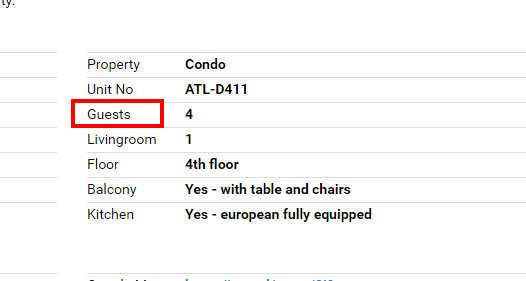 ty.
Property Condo
Unit No ATL-D411
Guests 4
Livingroom 1
Floor 4th floor
Balcony Yes - with table and chairs
Kitchen Yes - european fully equipped